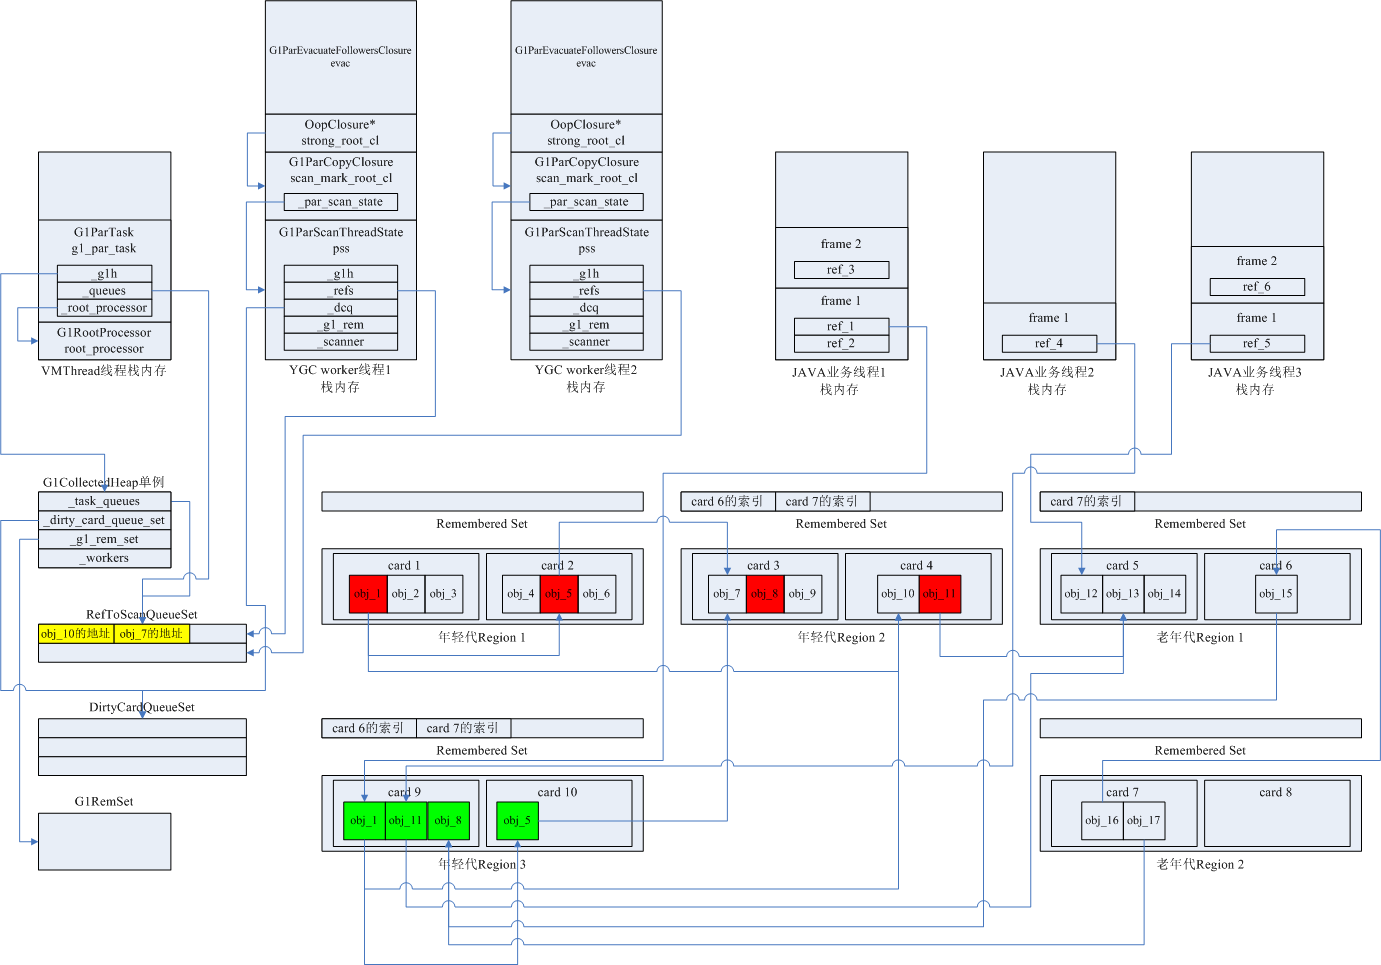 G1ParEvacuateFollowersClosure
evac
OopClosure*
strong_root_cl
G1ParCopyClosure
scan_mark_root_cl
_par_scan_state
G1ParScanThreadState
pss
_g1h
_refs
_dcq
_g1_rem
_scanner
YGC worker线程1
栈内存
G1ParEvacuateFollowersClosure
evac
OopClosure*
strong_root_cl
G1ParCopyClosure
scan_mark_root_cl
_par_scan_state
G1ParScanThreadState
pss
_g1h
_refs
_dcq
_g1_rem
_scanner
YGC worker线程2
栈内存
G1ParTask
g1_par_task
_g1h
_queues
_root_processor
G1RootProcessor
root_processor
VMThread线程栈内存
frame 2
ref_3
frame 1
ref_1
ref_2
JAVA业务线程1
栈内存
frame 1
ref_4
JAVA业务线程2
栈内存
frame 2
ref_6
frame 1
ref_5
JAVA业务线程3
栈内存
G1CollectedHeap单例
_task_queues
_dirty_card_queue_set
_g1_rem_set
_workers
RefToScanQueueSet
obj_10的地址
obj_7的地址
DirtyCardQueueSet
G1RemSet
Remembered Set
card 1
obj_1
obj_2
obj_3
card 2
obj_4
obj_5
obj_6
年轻代Region 1
card 6的索引
card 7的索引
Remembered Set
card 3
obj_7
obj_8
obj_9
card 4
obj_10
obj_11
年轻代Region 2
card 7的索引
Remembered Set
card 5
obj_12
obj_13
obj_14
card 6
obj_15
老年代Region 1
card 6的索引
card 7的索引
Remembered Set
card 9
obj_1
obj_11
obj_8
card 10
obj_5
年轻代Region 3
Remembered Set
card 7
obj_16
obj_17
card 8
老年代Region 2